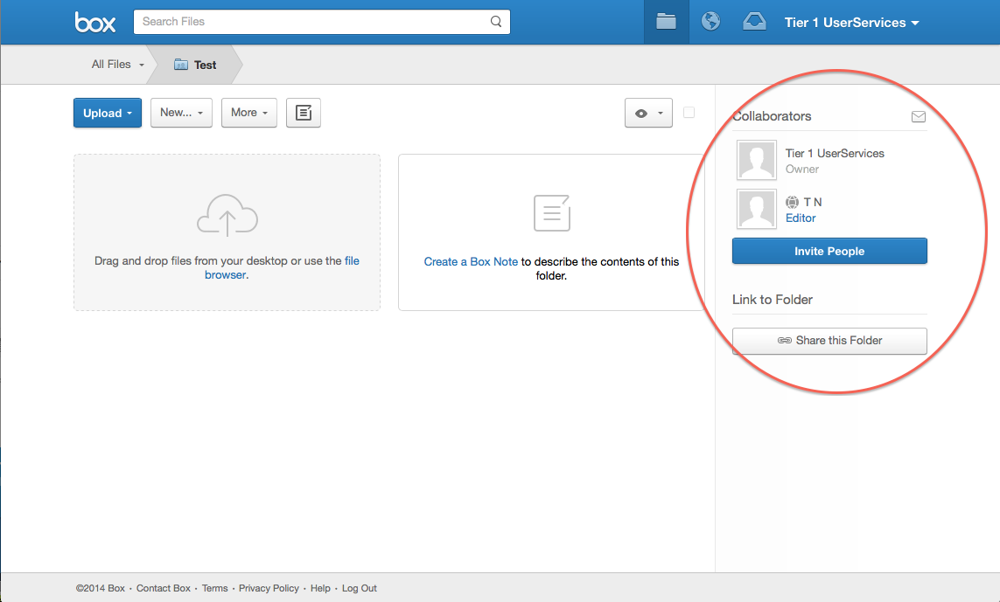 box
Search Files
Tier 1 UserServices
All Files
Test
Upload
New...
More
Drag and drop files from your desktop or use the file
browser.
Create a Box Note to describe the contents of this
folder.
Collaborators
Tier 1 UserServices
Owner
T N
Editor
Invite People
Link to Folder
Share this Folder
©2014 Box · Contact Box · Terms · Privacy Policy · Help · Log Out